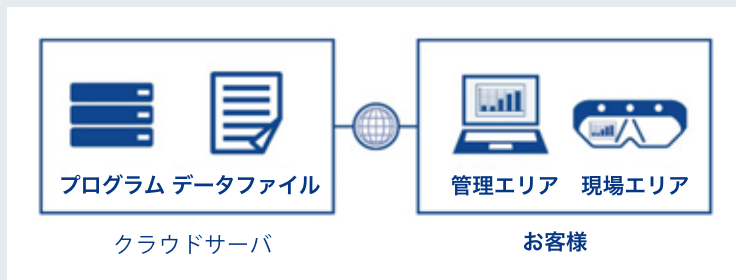 プログラム データファイル
管理エリア 現場エリア
クラウドサーバ
お客様